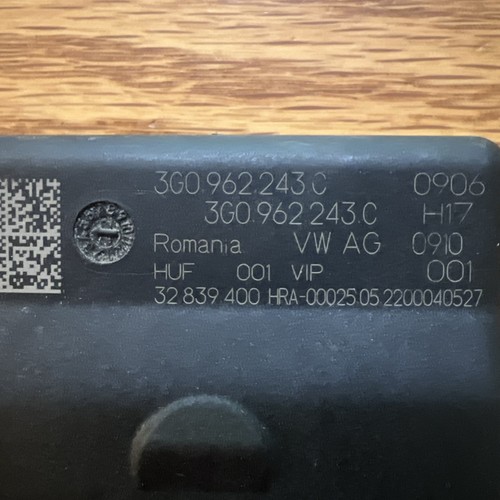 3G0.962.243.C 0906
3G0.962.243.C H17
Romania VW AG 0910
HUF 001 VIP 001
32 839 400 HRA-00025.05 2200040527